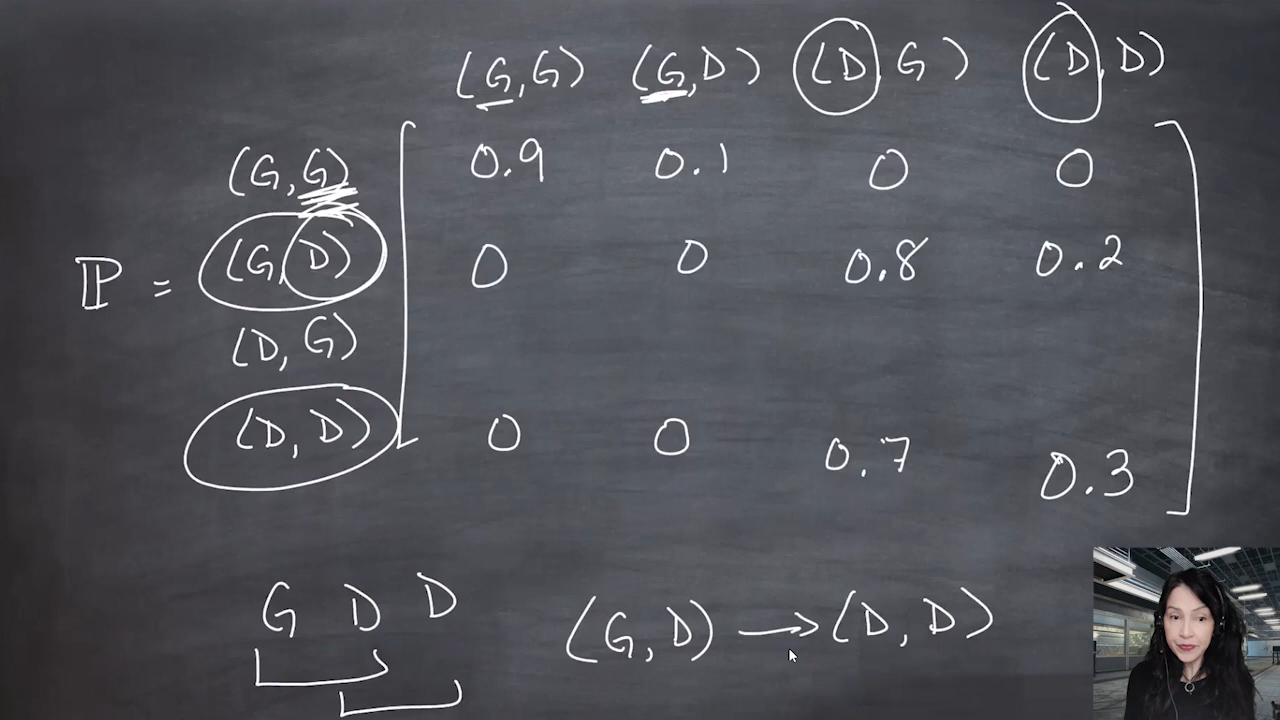 (G,G) (G,D) (D,G) (D,D)
(G,G) 0.9 0.1 0 0
ℙ = (G,D) 0 0 0.8 0.2
(D,G)
(D,D) 0 0 0.7 0.3
G D D (G,D) → (D,D)